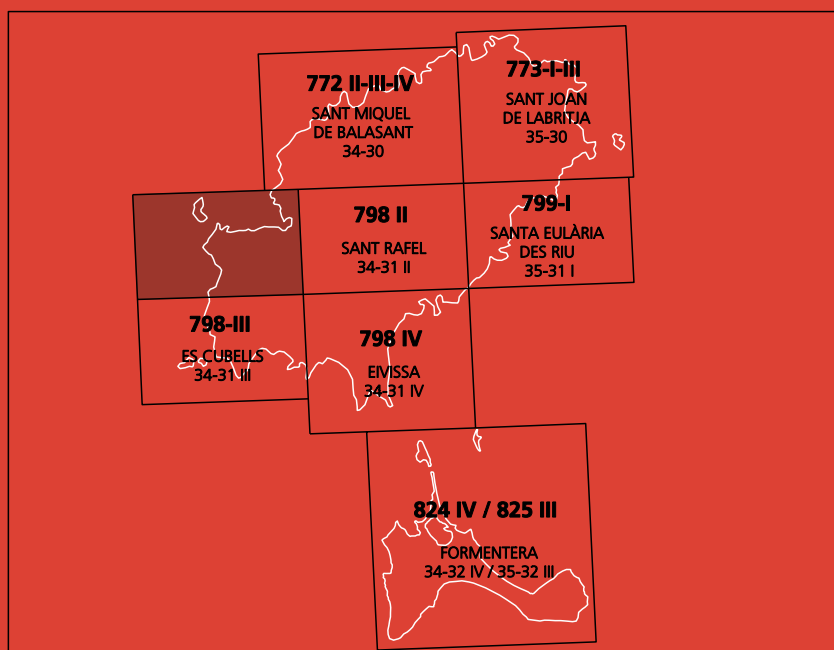 772 II-III-IV
SANT MIQUEL
DE BALASANT
34-30
773-I-III
SANT JOAN
DE LABRITJA
35-30
798 II
SANT RAFEL
34-31 II
799-I
SANTA EULÀRIA
DES RIU
35-31 I
798-III
ES CUBELLS
34-31 III
798 IV
EIVISSA
34-31 IV
824 IV / 825 III
FORMENTERA
34-32 IV / 35-32 III